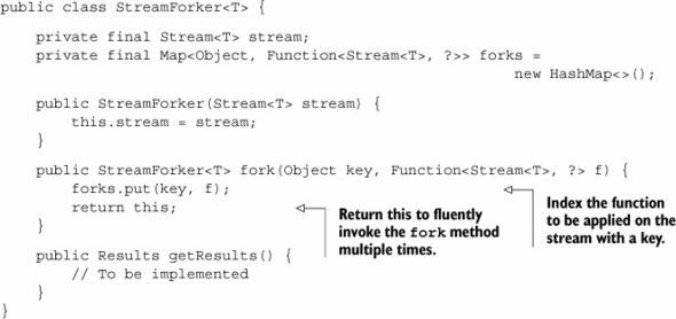 public class StreamForker<T> {
    private final Stream<T> stream;
    private final Map<Object, Function<Stream<T>, ?>> forks =
                                                    new HashMap<>();
    public StreamForker(Stream<T> stream) {
        this.stream = stream;
    }
    public StreamForker<T> fork(Object key, Function<Stream<T>, ?> f) {
        forks.put(key, f);
        return this;
    }
Return this to fluently
invoke the fork method
multiple times.
Index the function
to be applied on the
stream with a key.
    public Results getResults() {
        // To be implemented
    }
}